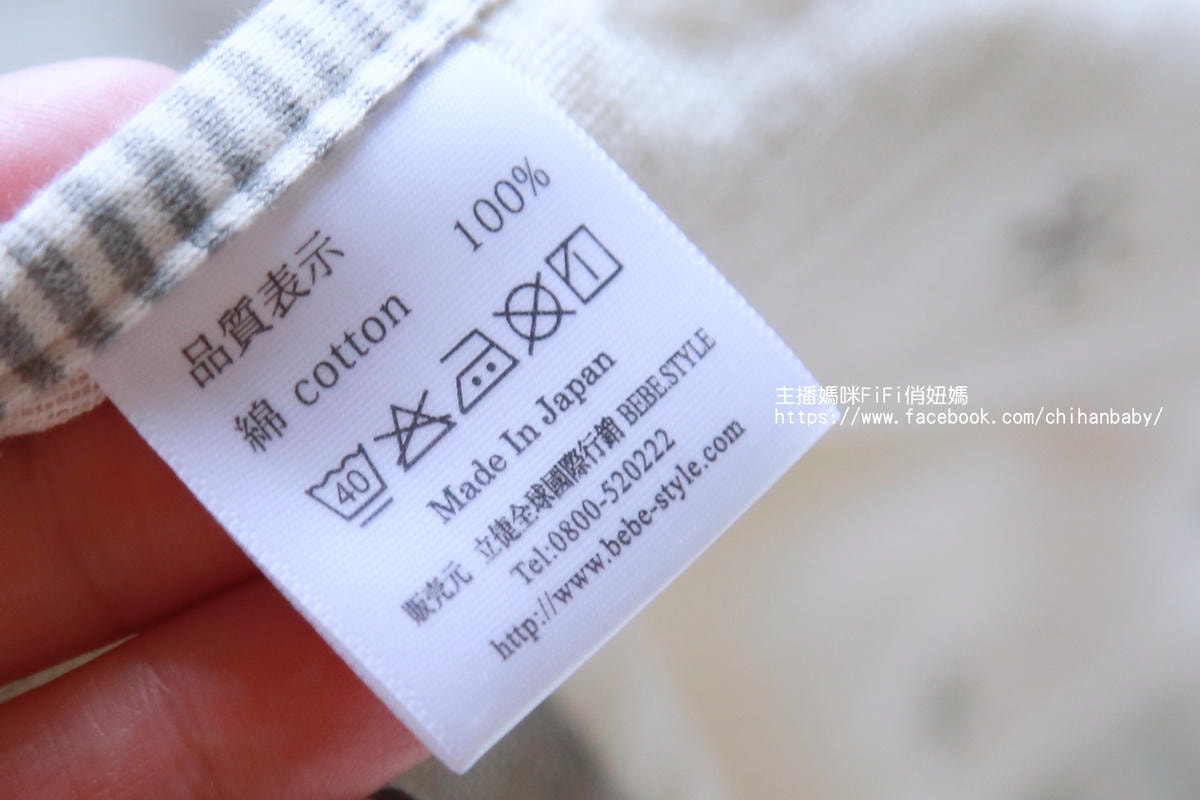 品質表示
綿 cotton 100%
40
Made In Japan
販売元 立倢全球國際行銷 BEBE.STYLE
Tel:0800-520222
http://www.bebe-style.com
主播媽咪FiFi俏妞媽
https://www.facebook.com/chihanbaby/